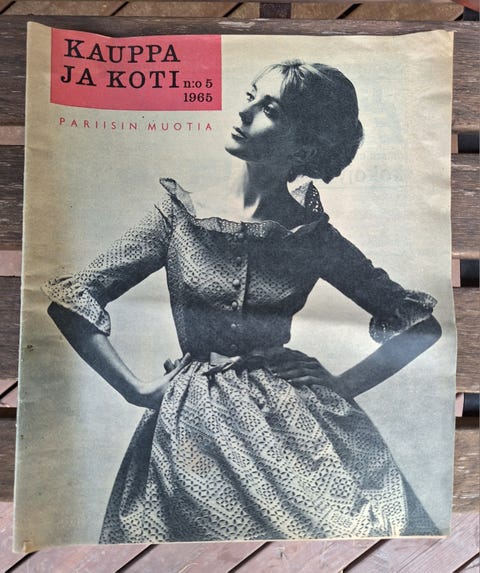 KAUPPA
JA KOTI n:o 5
1965
PARIISIN MUOTIA